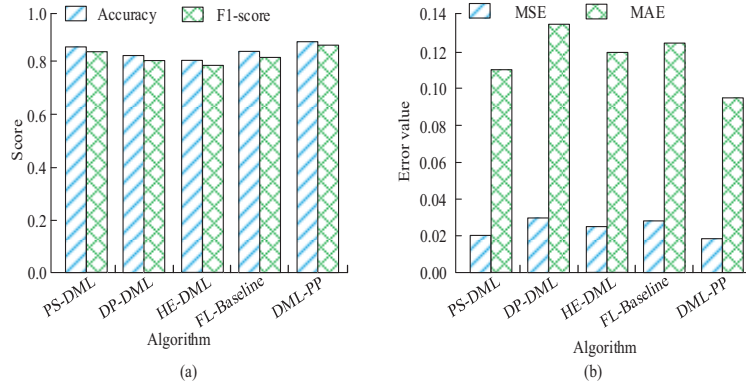 Accuracy
F1-score
Score
1.0
0.8
0.6
0.4
0.2
0.0
PS-DML
DP-DML
HE-DML
FL-Baseline
DML-PP
Algorithm
(a)
MSE
MAE
Error value
0.14
0.12
0.10
0.08
0.06
0.04
0.02
0.00
PS-DML
DP-DML
HE-DML
FL-Baseline
DML-PP
Algorithm
(b)